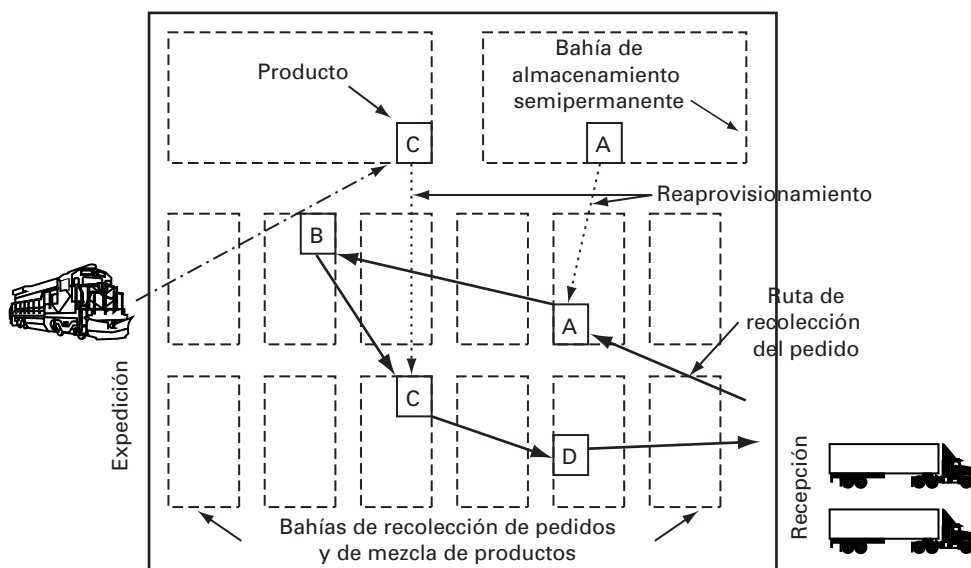 Producto
Bahía de
almacenamiento
semipermanente
C
A
Reaprovisionamiento
B
A
Ruta de
recolección
del pedido
C
D
Expedición
Recepción
Bahías de recolección de pedidos
y de mezcla de productos